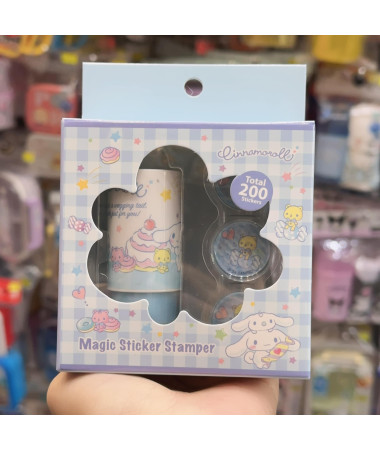 Cinnamoroll
Total
200
Stickers
Magic Sticker Stamper